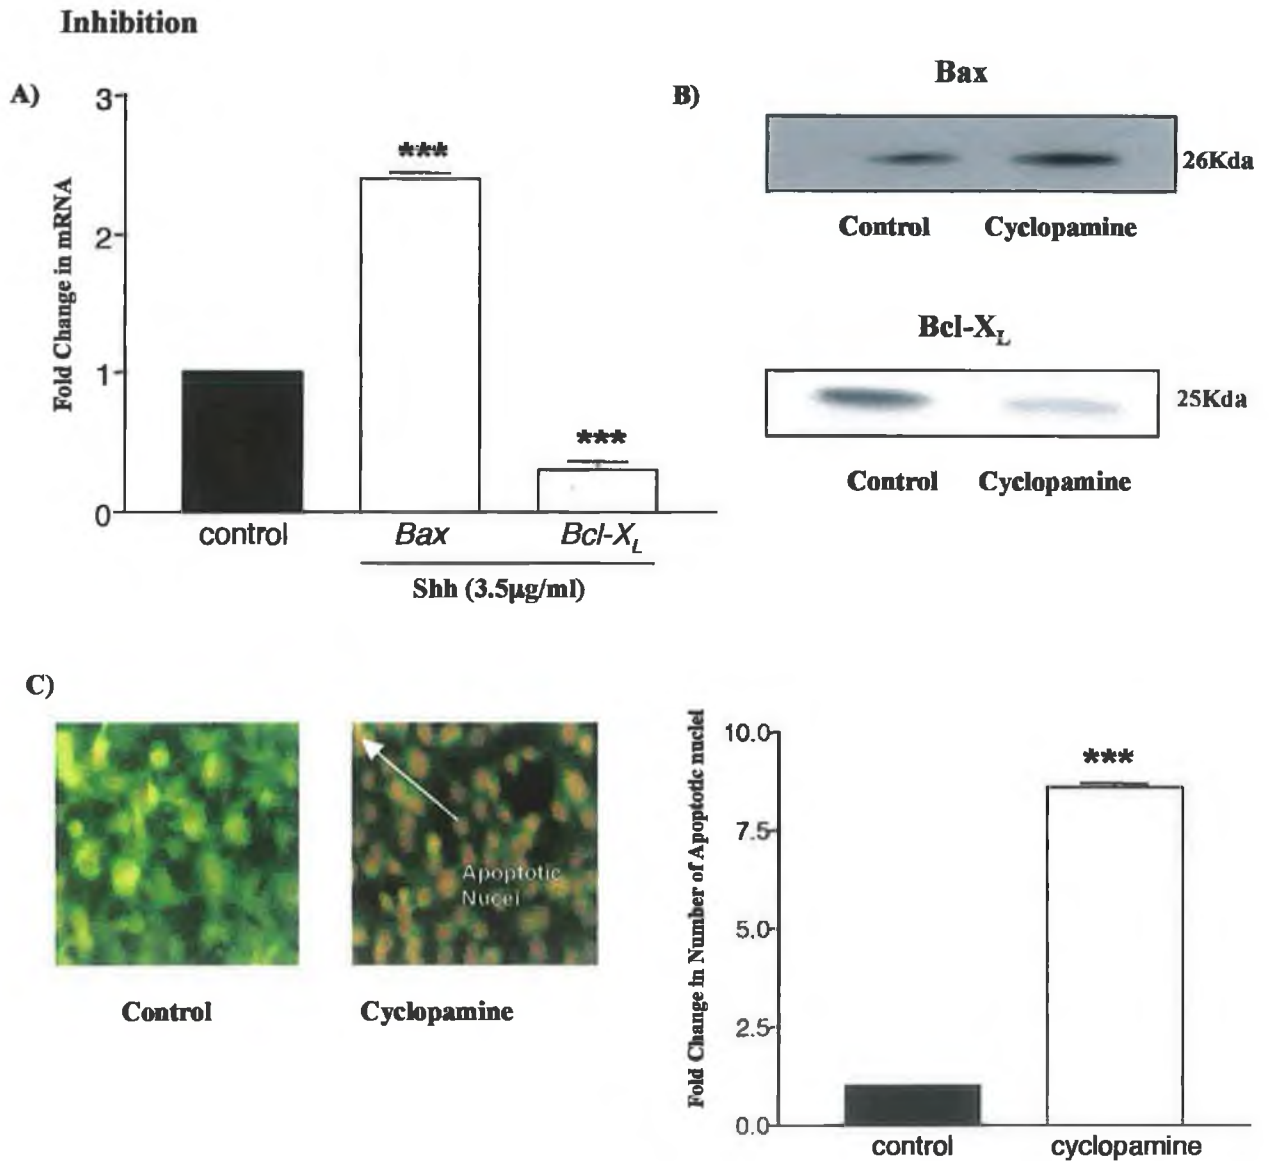 Inhibition
A)
3
2
1
0
Fold Change in mRNA
***
***
control
Bax
Bcl-XL
Shh (3.5µg/ml)
B)
Bax
26Kda
Control Cyclopamine
Bcl-XL
25Kda
Control Cyclopamine
C)
Apoptotic
Nucei
Control
Cyclopamine
Fold Change in Number of Apoptotic nuclei
10.0
7.5
5.0
2.5
0.0
***
control
cyclopamine